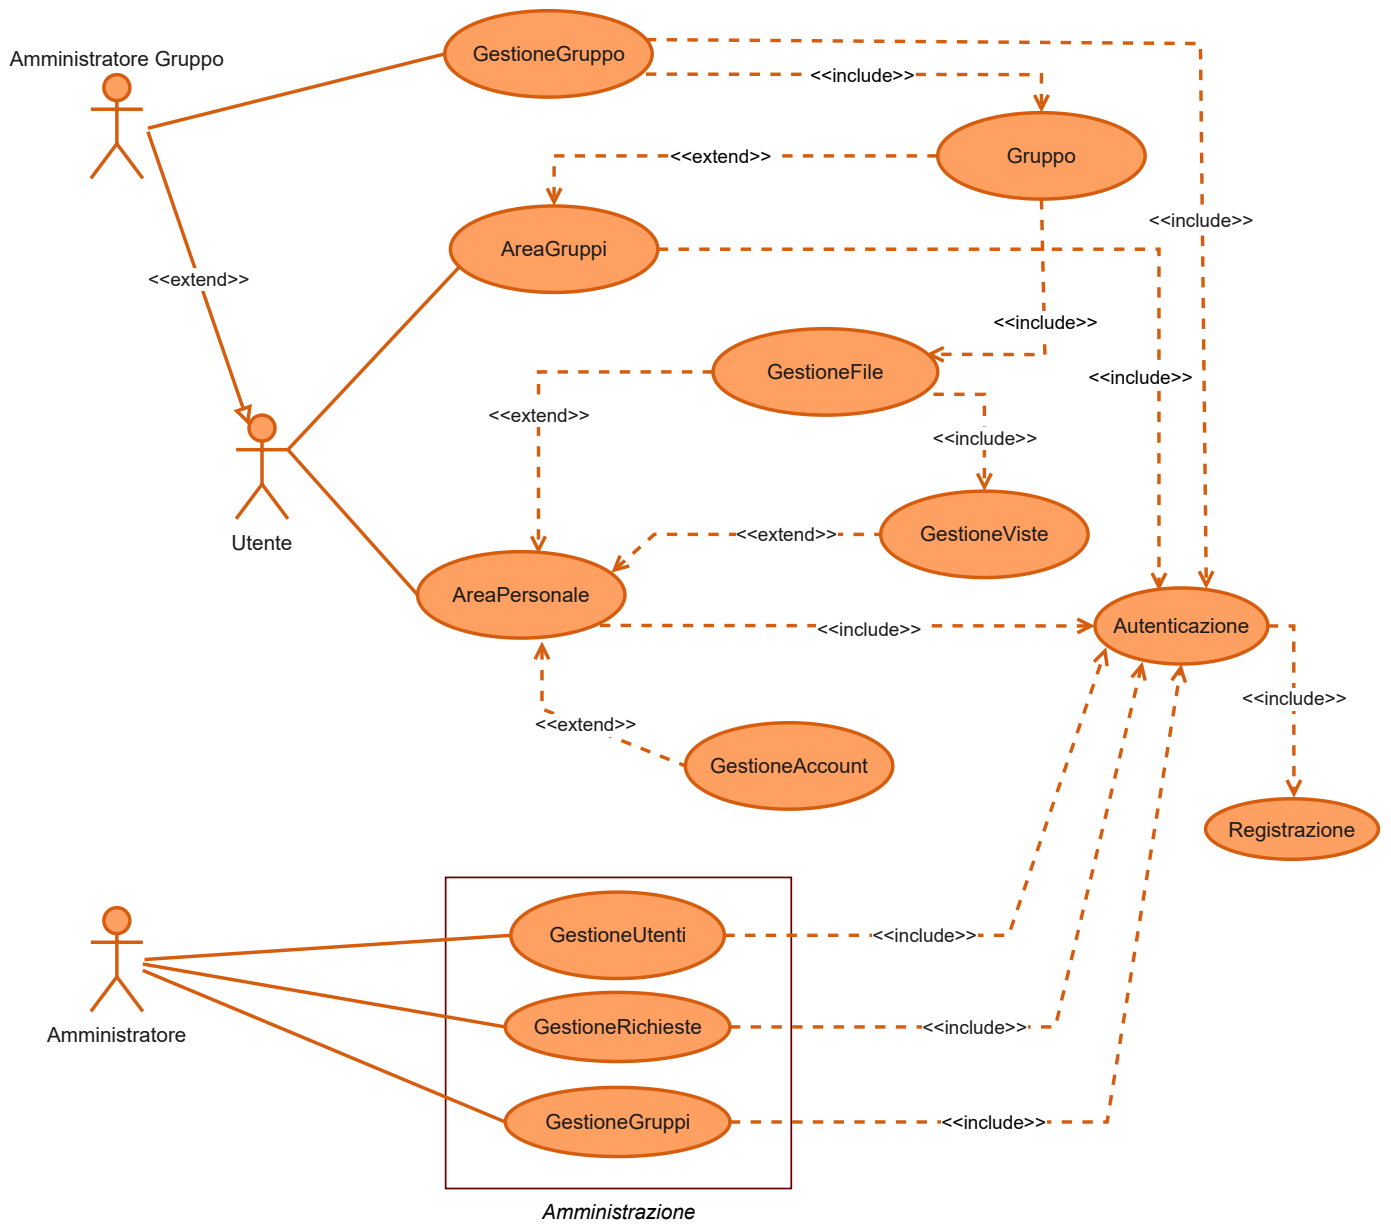 GestioneGruppo
Amministratore Gruppo
<<include>>
Gruppo
<<extend>>
<<include>>
AreaGruppi
<<extend>>
<<include>>
GestioneFile
<<include>>
<<extend>>
<<include>>
GestioneViste
<<extend>>
Utente
AreaPersonale
Autenticazione
<<include>>
<<include>>
<<extend>>
GestioneAccount
Registrazione
GestioneUtenti
<<include>>
GestioneRichieste
<<include>>
Amministratore
GestioneGruppi
<<include>>
Amministrazione